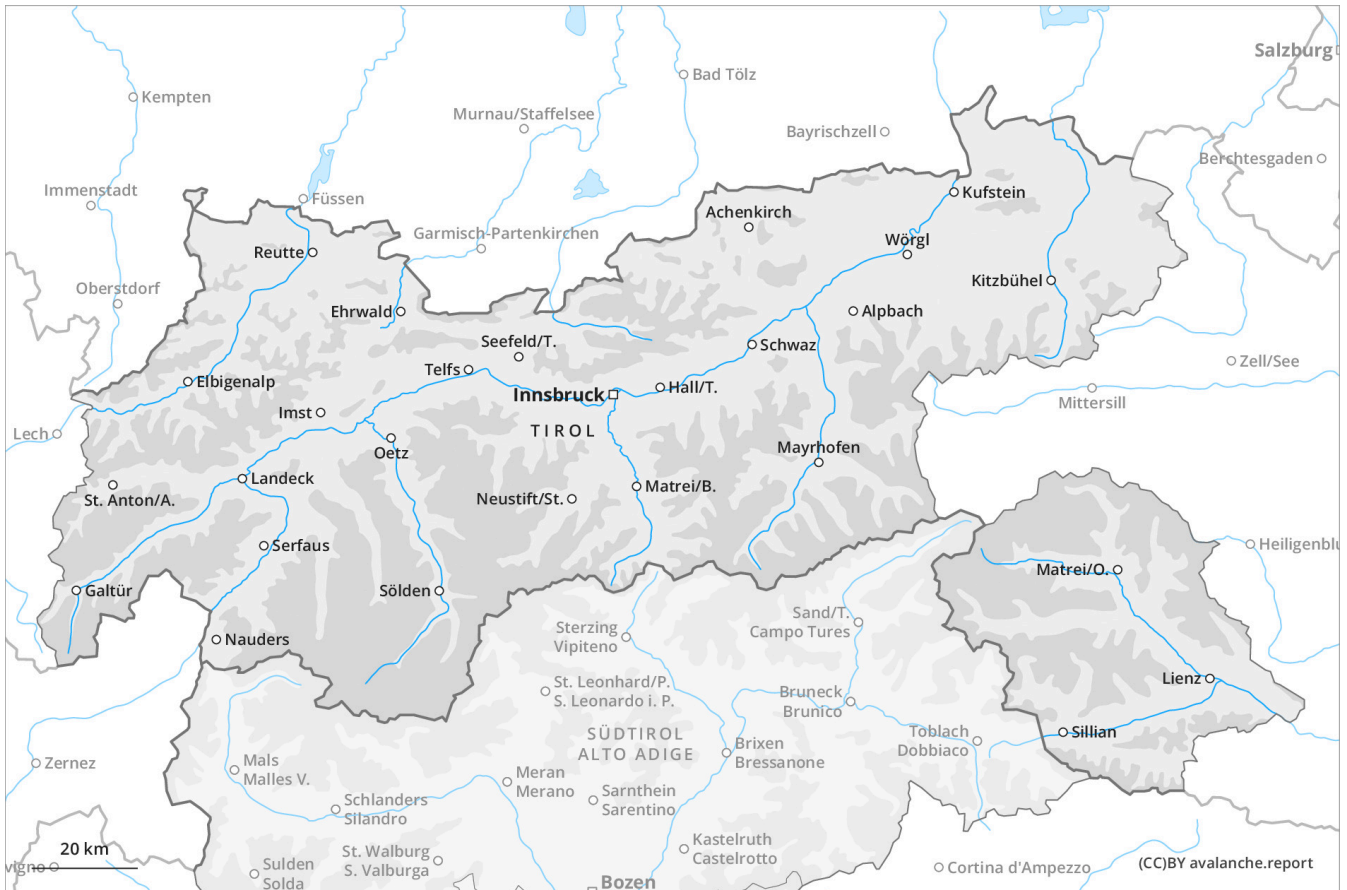 Salzburg
Bad Tölz
Kempten
Murnau/Staffelsee
Bayrischzell
Berchtesgaden
Immenstadt
Füssen
Kufstein
Achenkirch
Garmisch-Partenkirchen
Wörgl
Reutte
Oberstdorf
Kitzbühel
Ehrwald
Alpbach
Seefeld/T.
Schwaz
Zell/See
Telfs
Elbigenalp
Hall/T.
Innsbruck
Mittersill
Imst
TIROL
Lech
Oetz
Mayrhofen
Landeck
Matrei/B.
St. Anton/A.
Neustift/St.
Serfaus
Heiligenblu
Matrei/O.
Galtür
Sölden
Sand/T.
Campo Tures
Sterzing
Vipiteno
Nauders
Lienz
St. Leonhard/P.
S. Leonardo i. P.
Bruneck
Brunico
SÜDTIROL
ALTO ADIGE
Toblach
Dobbiaco
Sillian
Brixen
Bressanone
Zernez
Mals
Malles V.
Meran
Merano
Sarnthein
Sarentino
Schlanders
Silandro
Kastelruth
Castelrotto
20 km
St. Walburg
S. Valburga
vigno
Sulden
Solda
Cortina d'Ampezzo
(CC)BY avalanche.report
Bozen